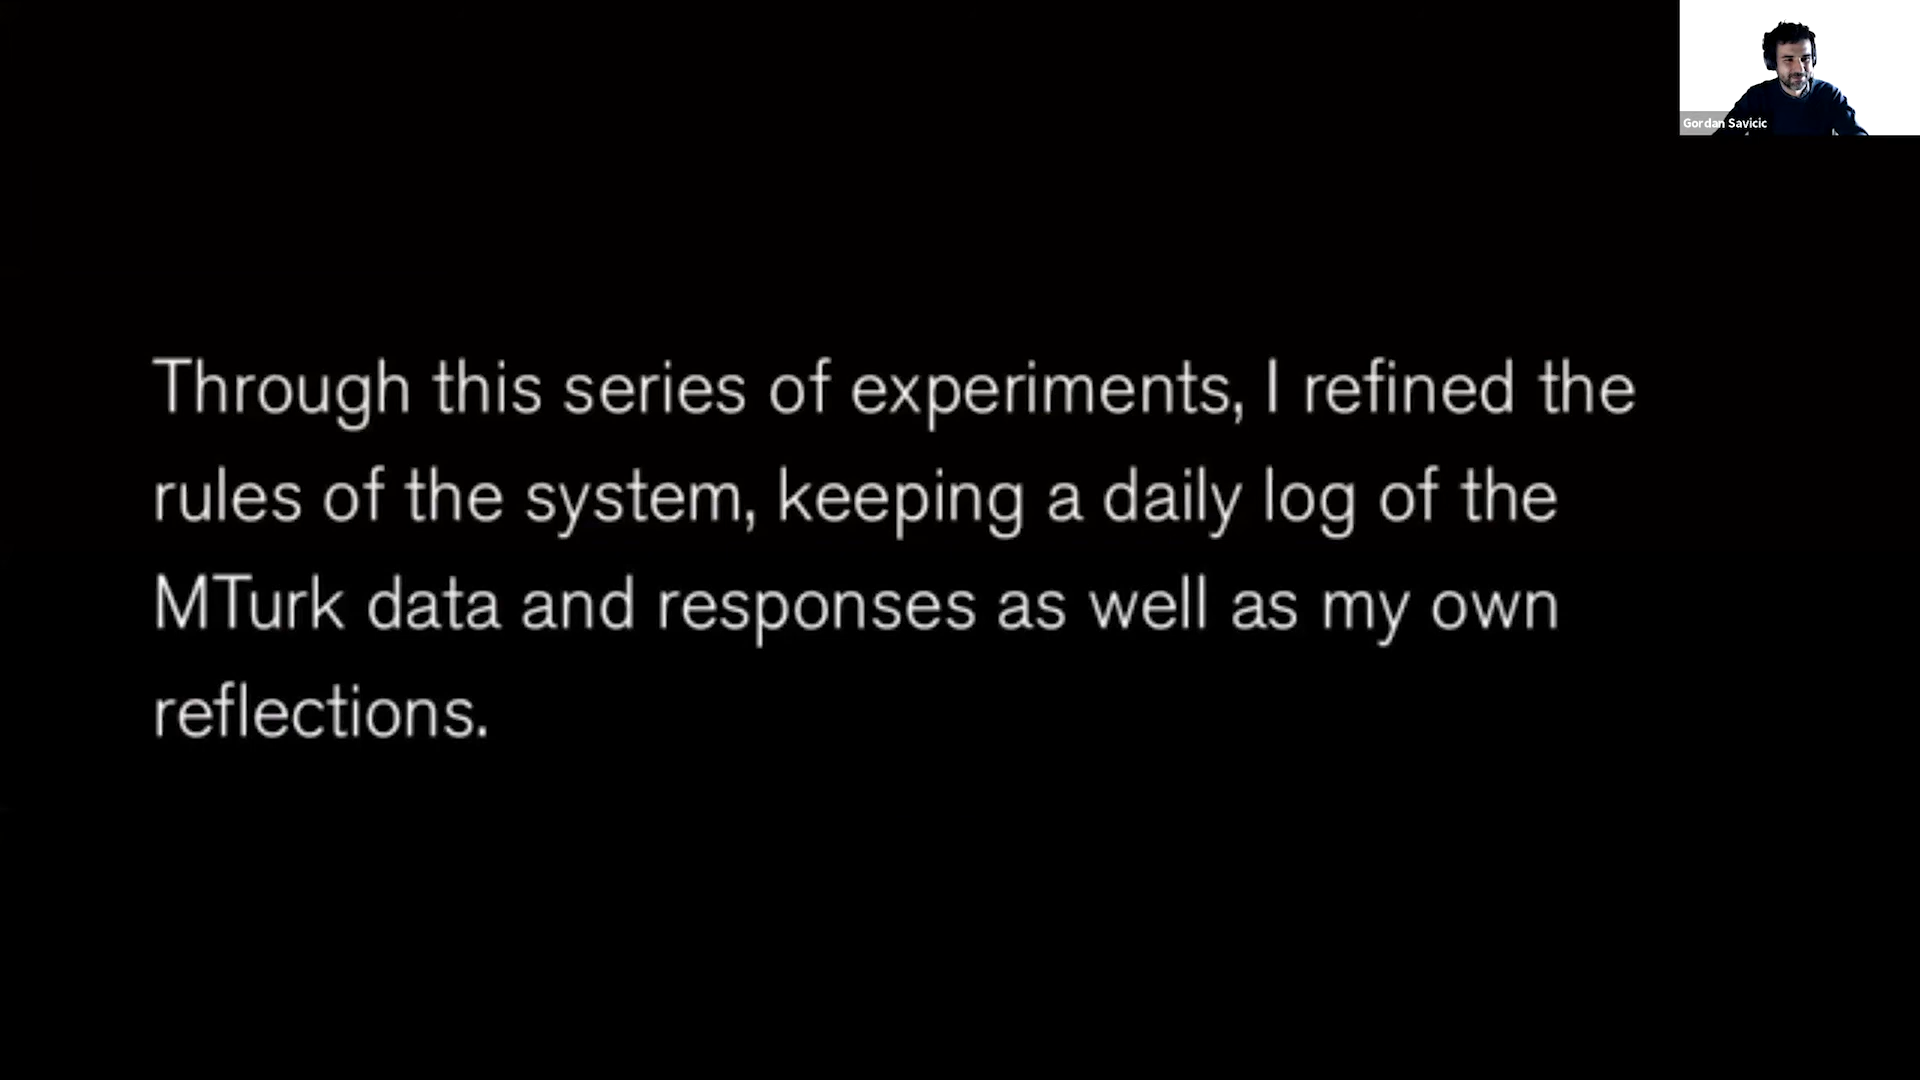 Gordan Savicic
Through this series of experiments, I refined the
rules of the system, keeping a daily log of the
MTurk data and responses as well as my own
reflections.